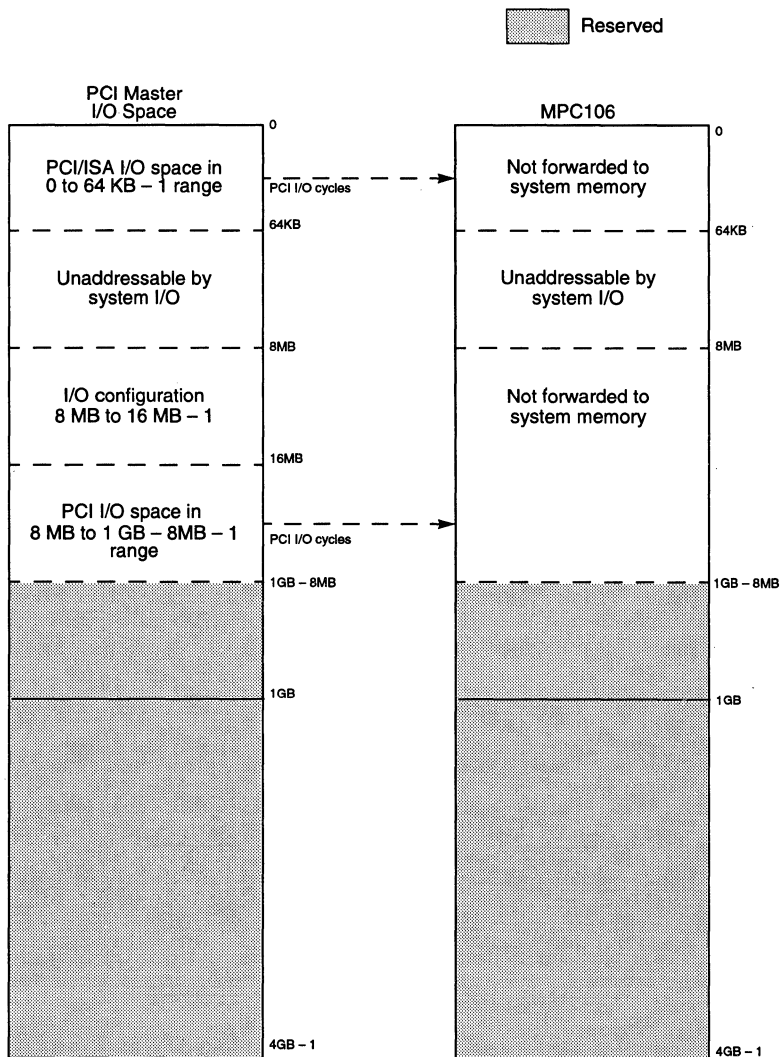 Reserved
PCI Master
I/O Space
0
PCI/ISA I/O space in
0 to 64 KB – 1 range
PCI I/O cycles
64KB
Unaddressable by
system I/O
8MB
I/O configuration
8 MB to 16 MB – 1
16MB
PCI I/O space in
8 MB to 1 GB – 8MB – 1
range
PCI I/O cycles
1GB – 8MB
1GB
4GB – 1
MPC106
0
Not forwarded to
system memory
64KB
Unaddressable by
system I/O
8MB
Not forwarded to
system memory
1GB – 8MB
1GB
4GB – 1